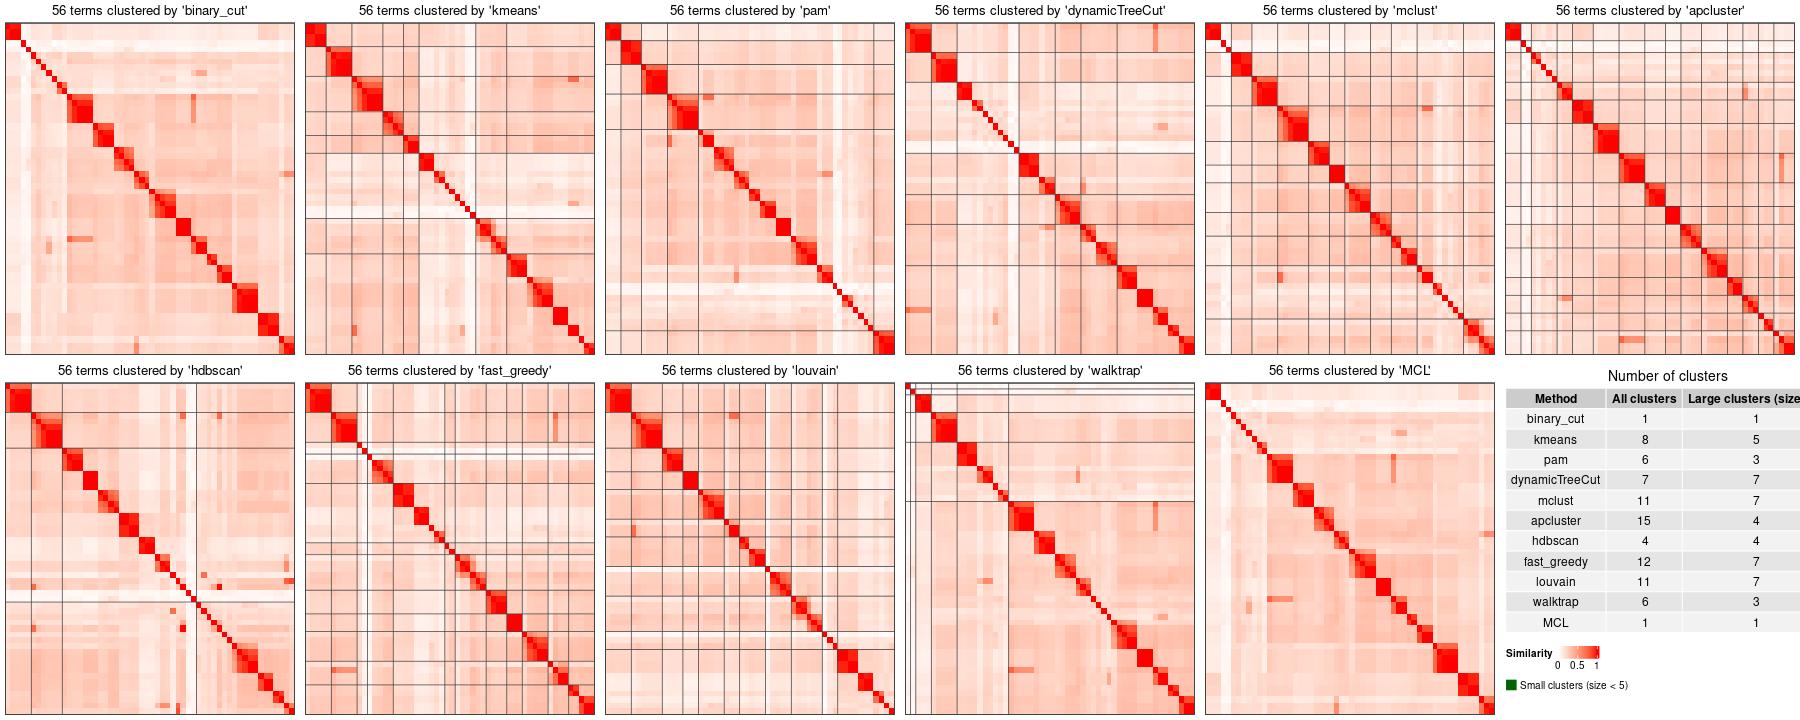 56 terms clustered by 'binary_cut'
56 terms clustered by 'kmeans'
56 terms clustered by 'pam'
56 terms clustered by 'dynamicTreeCut'
56 terms clustered by 'mclust'
56 terms clustered by 'apcluster'
56 terms clustered by 'hdbscan'
56 terms clustered by 'fast_greedy'
56 terms clustered by 'louvain'
56 terms clustered by 'walktrap'
56 terms clustered by 'MCL'
Number of clusters
Method All clusters Large clusters (size
binary_cut 1 1
kmeans 8 5
pam 6 3
dynamicTreeCut 7 7
mclust 11 7
apcluster 15 4
hdbscan 4 4
fast_greedy 12 7
louvain 11 7
walktrap 6 3
MCL 1 1
Similarity
0 0.5 1
Small clusters (size < 5)